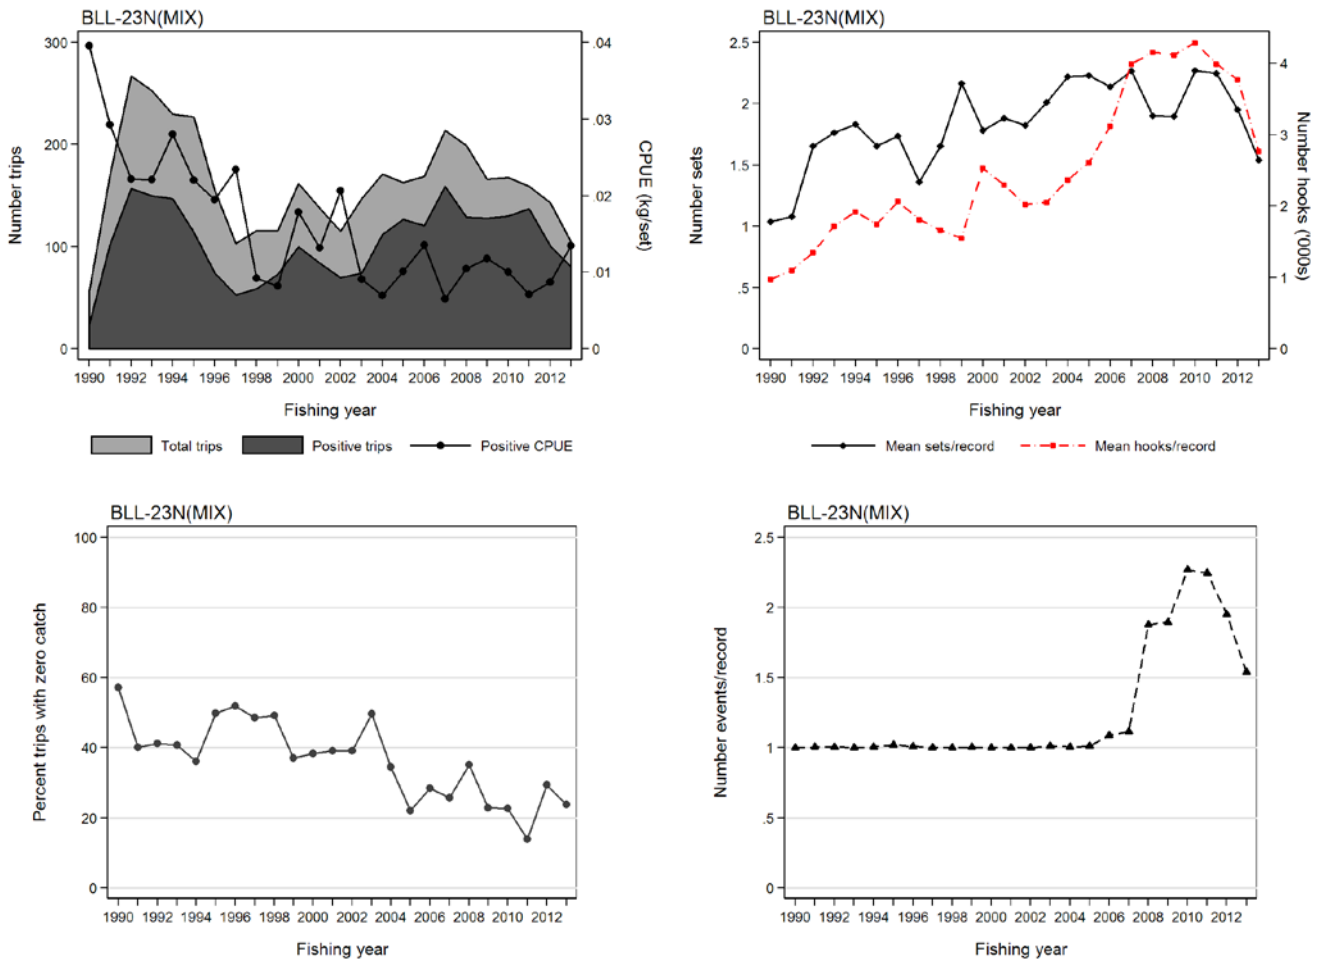 BLL-23N(MIX)
Number trips
300
200
100
0
.04
.03
.02
.01
0
CPUE (kg/set)
1990 1992 1994 1996 1998 2000 2002 2004 2006 2008 2010 2012
Fishing year
Total trips Positive trips Positive CPUE
BLL-23N(MIX)
Number sets
2.5
2
1.5
1
.5
0
4
3
2
1
0
Number hooks ('000s)
1990 1992 1994 1996 1998 2000 2002 2004 2006 2008 2010 2012
Fishing year
Mean sets/record Mean hooks/record
BLL-23N(MIX)
Percent trips with zero catch
100
80
60
40
20
0
1990 1992 1994 1996 1998 2000 2002 2004 2006 2008 2010 2012
Fishing year
BLL-23N(MIX)
Number events/record
2.5
2
1.5
1
.5
0
1990 1992 1994 1996 1998 2000 2002 2004 2006 2008 2010 2012
Fishing year